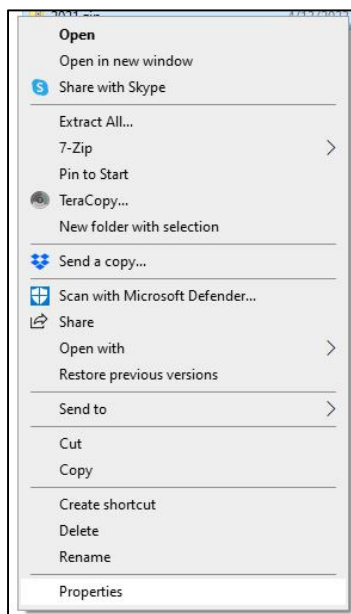 Open
Open in new window
Share with Skype
Extract All...
7-Zip
Pin to Start
TeraCopy...
New folder with selection
Send a copy...
Scan with Microsoft Defender...
Share
Open with
Restore previous versions
Send to
Cut
Copy
Create shortcut
Delete
Rename
Properties